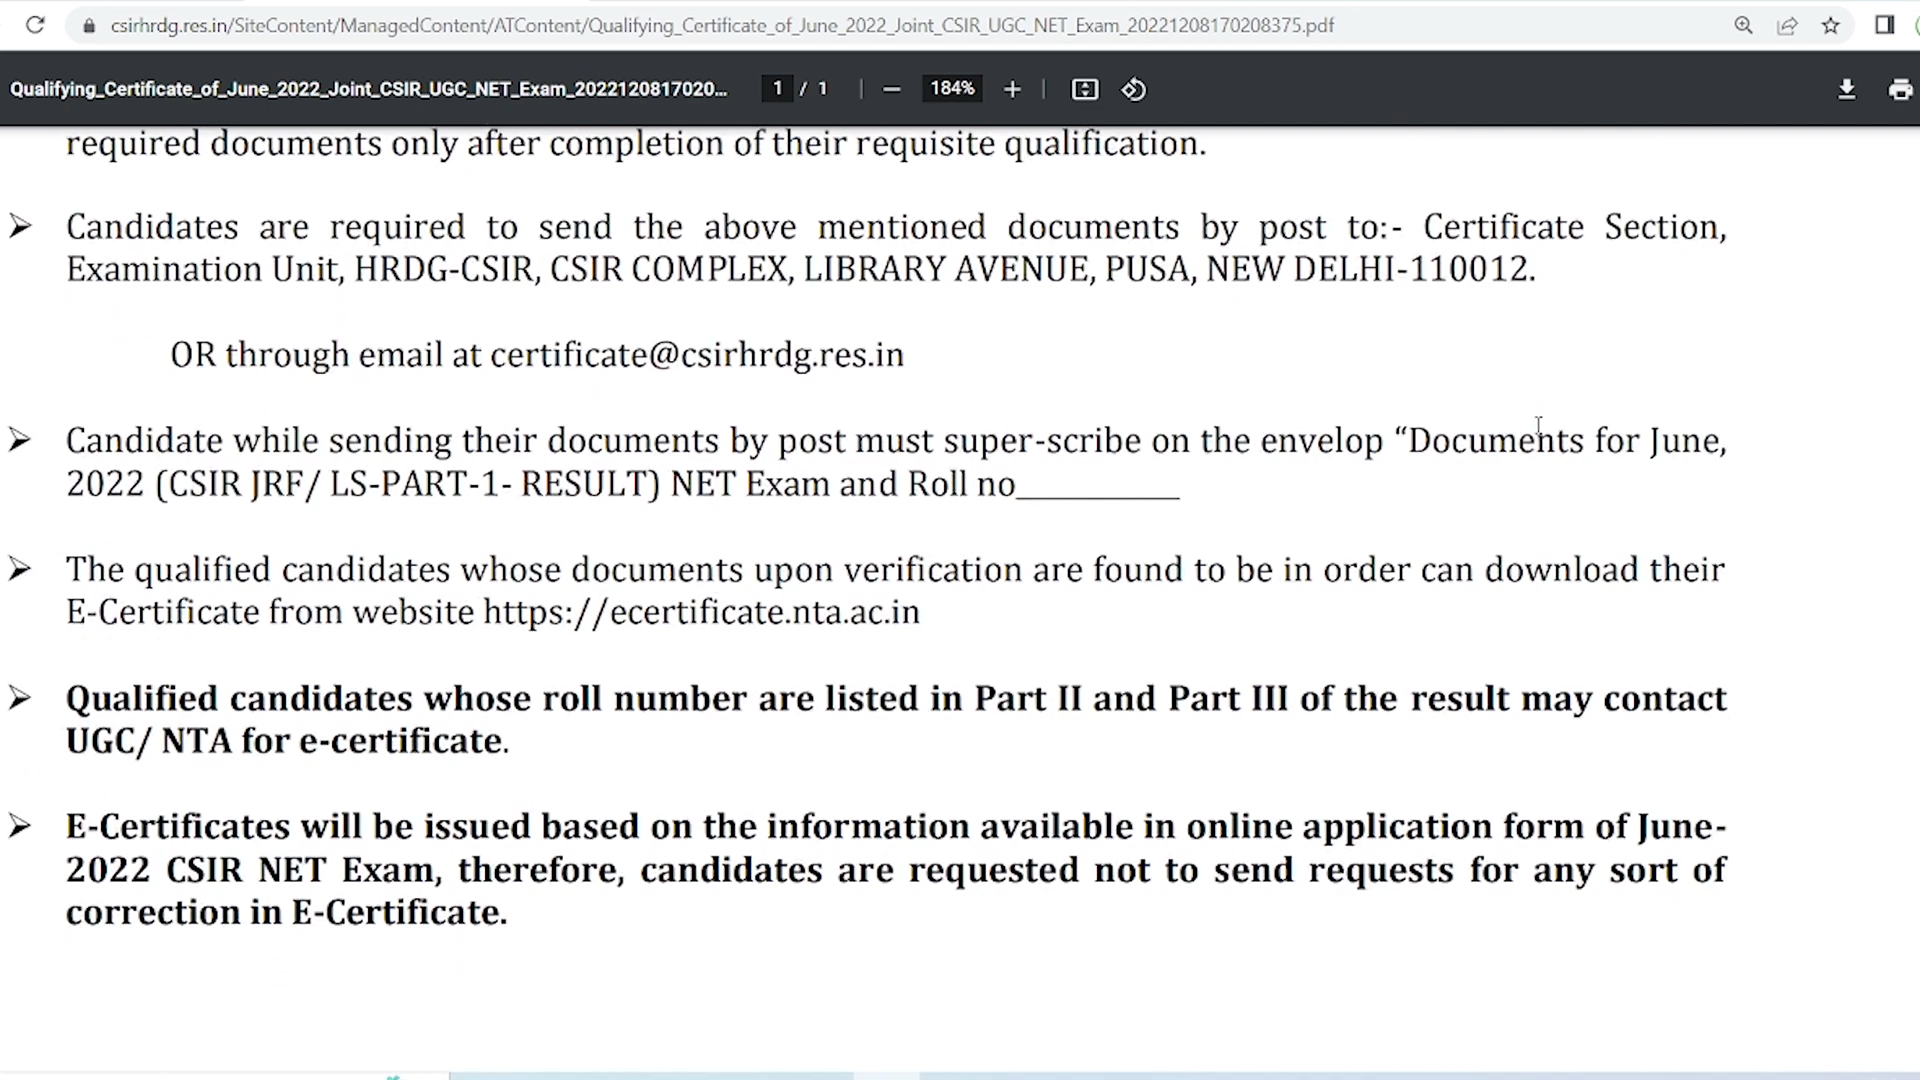 csirhrdg.res.in/SiteContent/ManagedContent/ATContent/Qualifying_Certificate_of_June_2022_Joint_CSIR_UGC_NET_Exam_20221208170208375.pdf
Qualifying_Certificate_of_June_2022_Joint_CSIR_UGC_NET_Exam_2022120817020... 1 / 1 184%
required documents only after completion of their requisite qualification.
Candidates are required to send the above mentioned documents by post to:- Certificate Section,
Examination Unit, HRDG-CSIR, CSIR COMPLEX, LIBRARY AVENUE, PUSA, NEW DELHI-110012.
OR through email at certificate@csirhrdg.res.in
Candidate while sending their documents by post must super-scribe on the envelop “Documents for June,
2022 (CSIR JRF/ LS-PART-1- RESULT) NET Exam and Roll no__________
The qualified candidates whose documents upon verification are found to be in order can download their
E-Certificate from website https://ecertificate.nta.ac.in
Qualified candidates whose roll number are listed in Part II and Part III of the result may contact
UGC/ NTA for e-certificate.
E-Certificates will be issued based on the information available in online application form of June-
2022 CSIR NET Exam, therefore, candidates are requested not to send requests for any sort of
correction in E-Certificate.